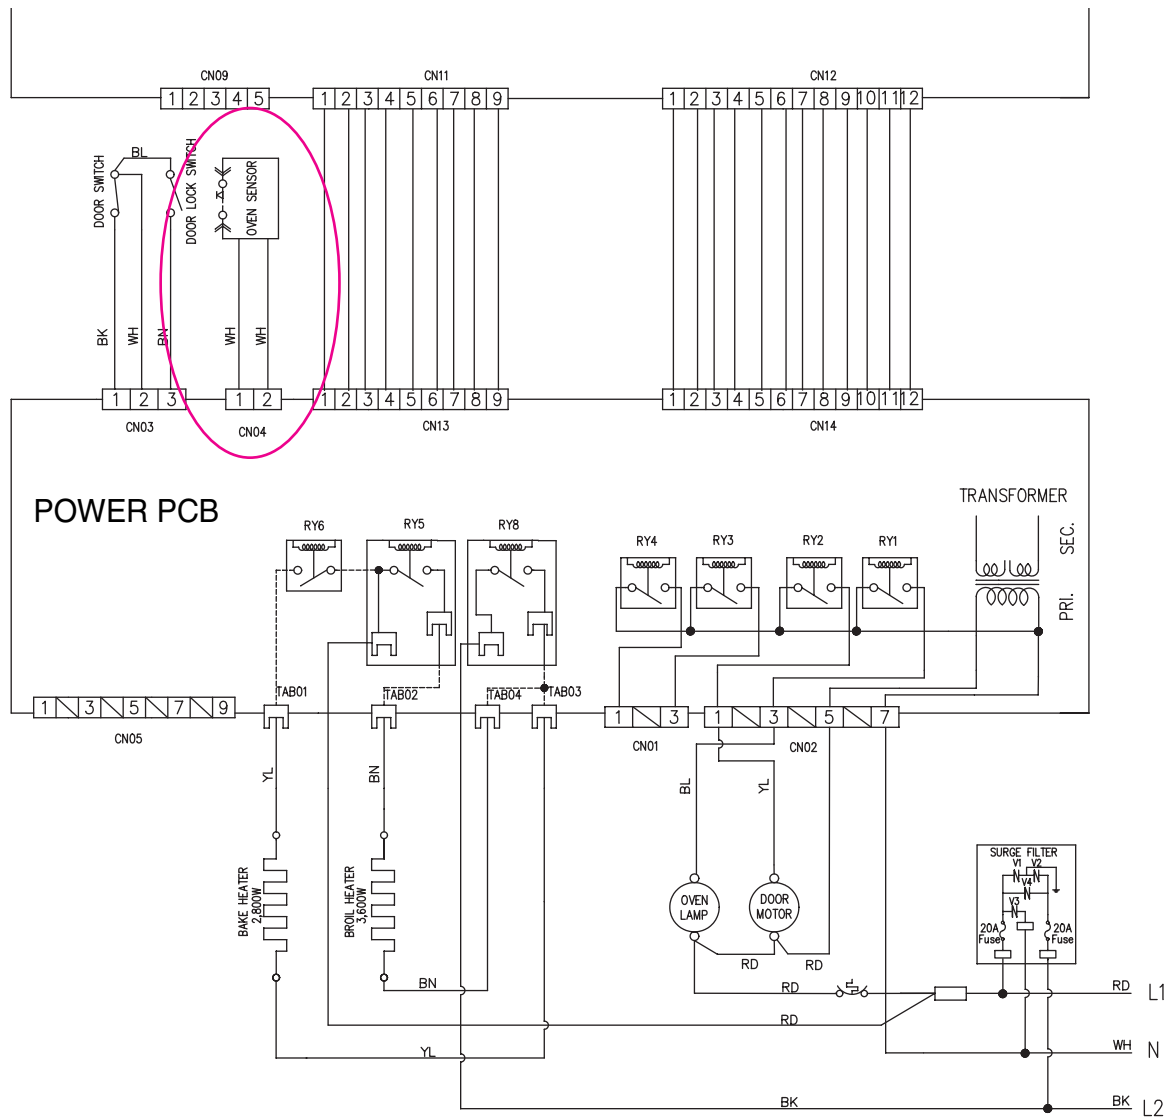 CN09
CN11
CN12
1 2 3 4 5
1 2 3 4 5 6 7 8 9
1 2 3 4 5 6 7 8 9 10 11 12
BL
DOOR SWITCH
DOOR LOCK SWITCH
OVEN SENSOR
BK
WH
BN
WH
WH
1 2 3
1 2
1 2 3 4 5 6 7 8 9
1 2 3 4 5 6 7 8 9 10 11 12
CN03
CN04
CN13
CN14
POWER PCB
TRANSFORMER
SEC.
PRI.
RY6
RY5
RY8
RY4
RY3
RY2
RY1
TAB01
TAB02
TAB04
TAB03
1 3 5 7 9
1 3
1 3 5 7
CN05
CN01
CN02
YL
BN
BL
YL
BAKE HEATER
2,800W
BROIL HEATER
3,600W
OVEN
LAMP
DOOR
MOTOR
SURGE FILTER
V1 V2
V4
V3
20A
Fuse
20A
Fuse
RD
RD
BN
RD
RD L1
RD
YL
WH N
BK
BK L2